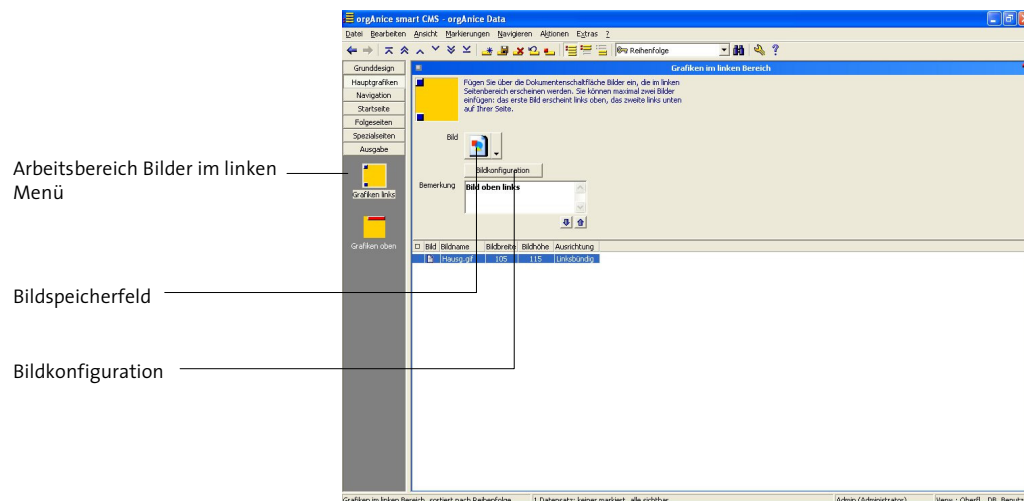 orgAnice smart CMS - orgAnice Data
Datei Bearbeiten Ansicht Markierungen Navigieren Aktionen Extras ?
Reihenfolge
Grunddesign
Hauptgrafiken
Navigation
Startseite
Folgeseiten
Spezialseiten
Ausgabe
Grafiken links
Grafiken oben
Grafiken im linken Bereich
Fügen Sie über die Dokumentenschaltfläche Bilder ein, die im linken
Seitenbereich erscheinen werden. Sie können maximal zwei Bilder
einfügen: das erste Bild erscheint links oben, das zweite links unten
auf Ihrer Seite.
Bild
Bildkonfiguration
Bemerkung
Bild oben links
Bild Bildname Bildbreite Bildhöhe Ausrichtung
Hausg.gif 105 115 Linksbündig
Arbeitsbereich Bilder im linken
Menü
Bildspeicherfeld
Bildkonfiguration
Grafiken im linken Bereich, sortiert nach Reihenfolge 1 Datensatz: keiner markiert, alle sichtbar Admin (Administrator) Verw.: Oberfl., DB, Benutz